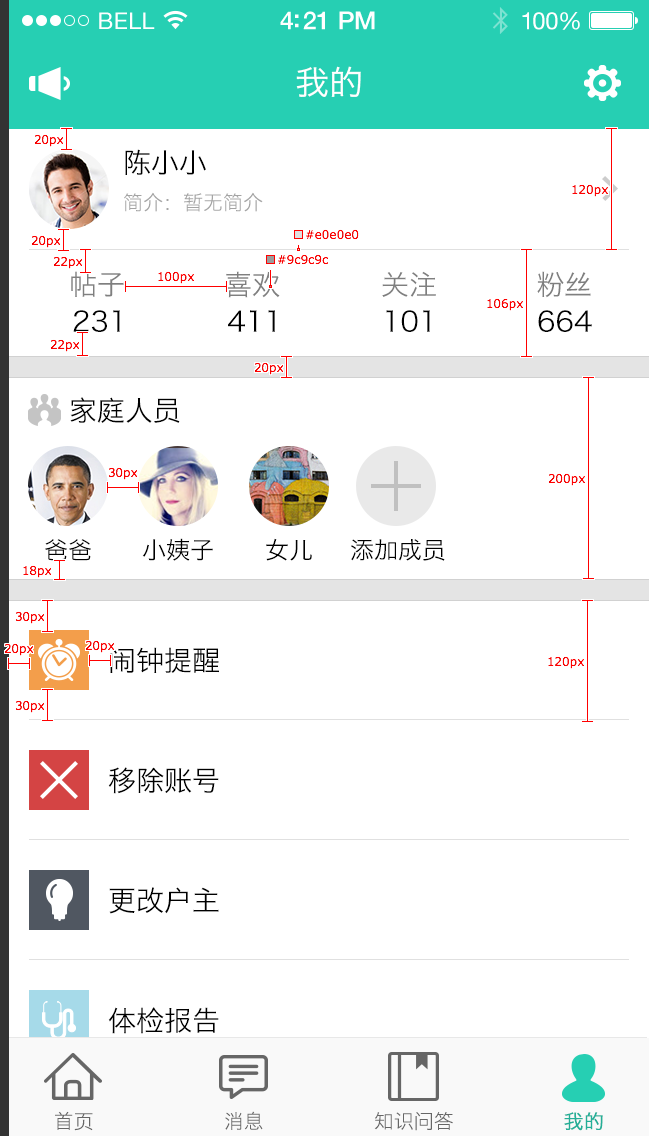 BELL 4:21 PM 100%
我的
20px
陈小小
120px
简介：暂无简介
20px
#e0e0e0
22px
#9c9c9c
100px
帖子 喜欢 关注 粉丝
106px
231 411 101 664
22px
20px
家庭人员
30px
200px
爸爸 小姨子 女儿 添加成员
18px
30px
20px 20px
闹钟提醒
120px
30px
移除账号
更改户主
体检报告
首页 消息 知识问答 我的